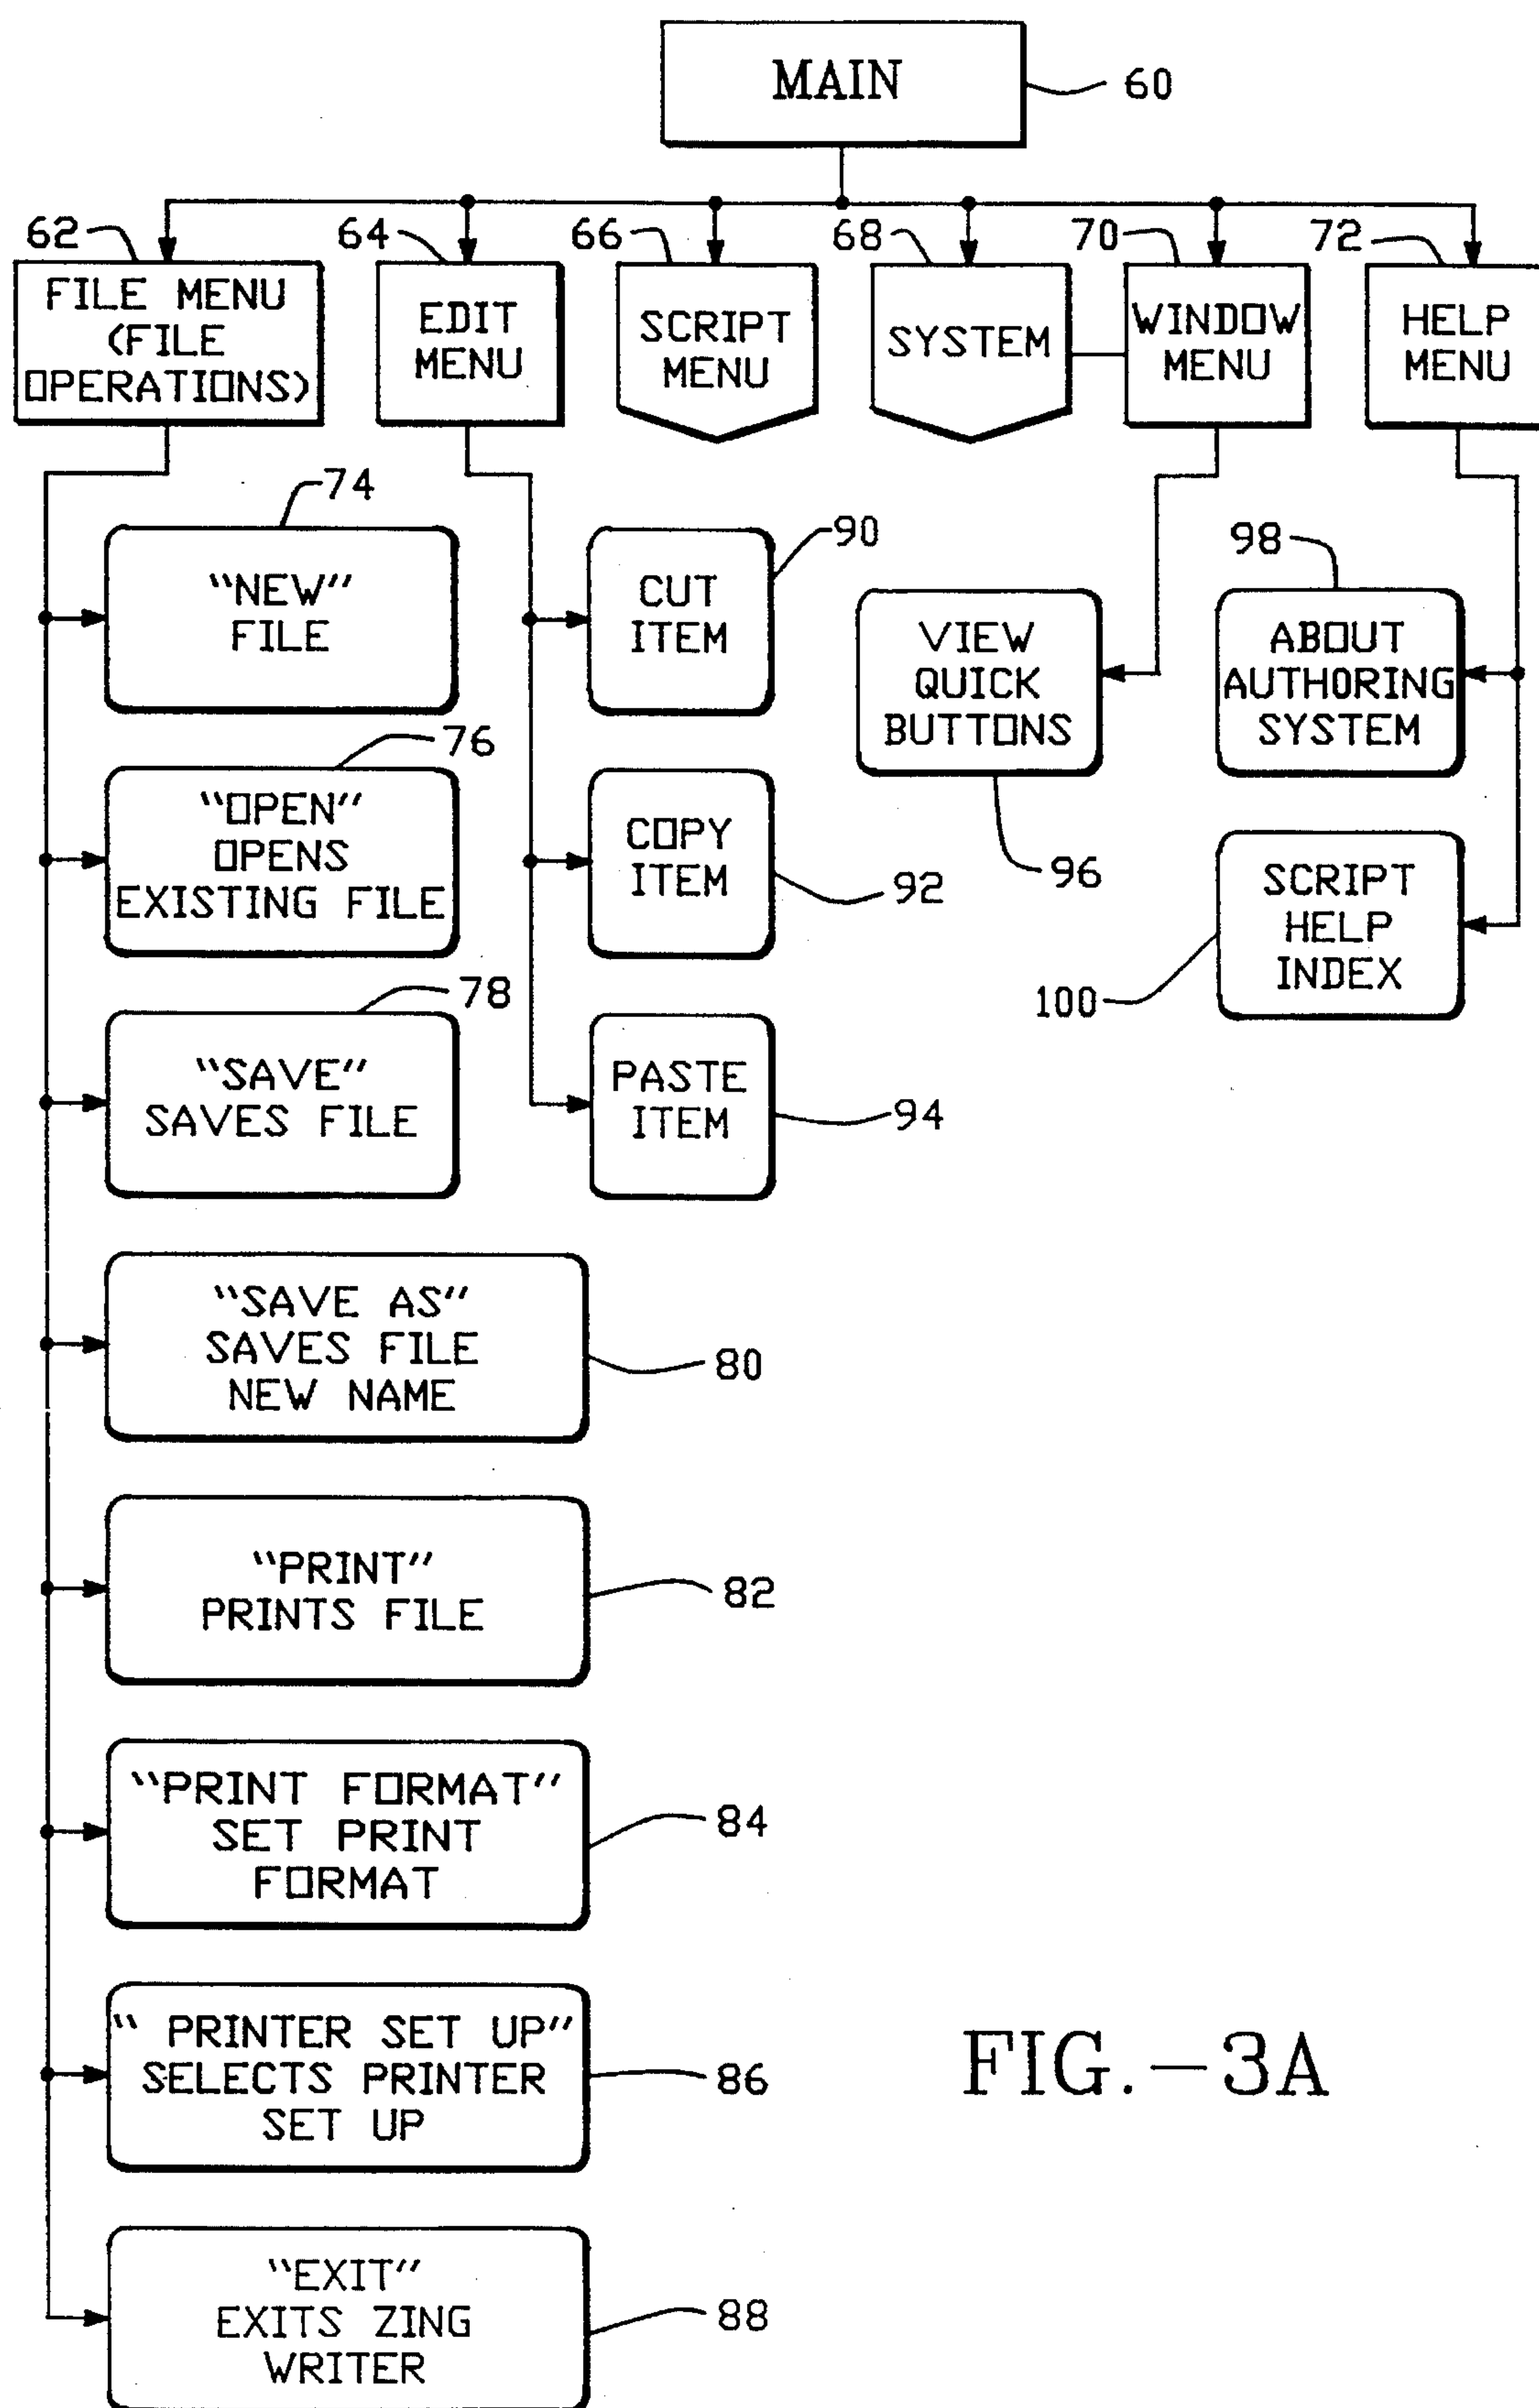 MAIN
60
62
64
66
68
70
72
FILE MENU
(FILE
OPERATIONS)
EDIT
MENU
SCRIPT
MENU
SYSTEM
WINDOW
MENU
HELP
MENU
74
"NEW"
FILE
76
"OPEN"
OPENS
EXISTING FILE
78
"SAVE"
SAVES FILE
"SAVE AS"
SAVES FILE
NEW NAME
80
"PRINT"
PRINTS FILE
82
"PRINT FORMAT"
SET PRINT
FORMAT
84
" PRINTER SET UP"
SELECTS PRINTER
SET UP
86
"EXIT"
EXITS ZING
WRITER
88
90
CUT
ITEM
COPY
ITEM
92
PASTE
ITEM
94
VIEW
QUICK
BUTTONS
96
98
ABOUT
AUTHORING
SYSTEM
SCRIPT
HELP
INDEX
100
FIG.-3A